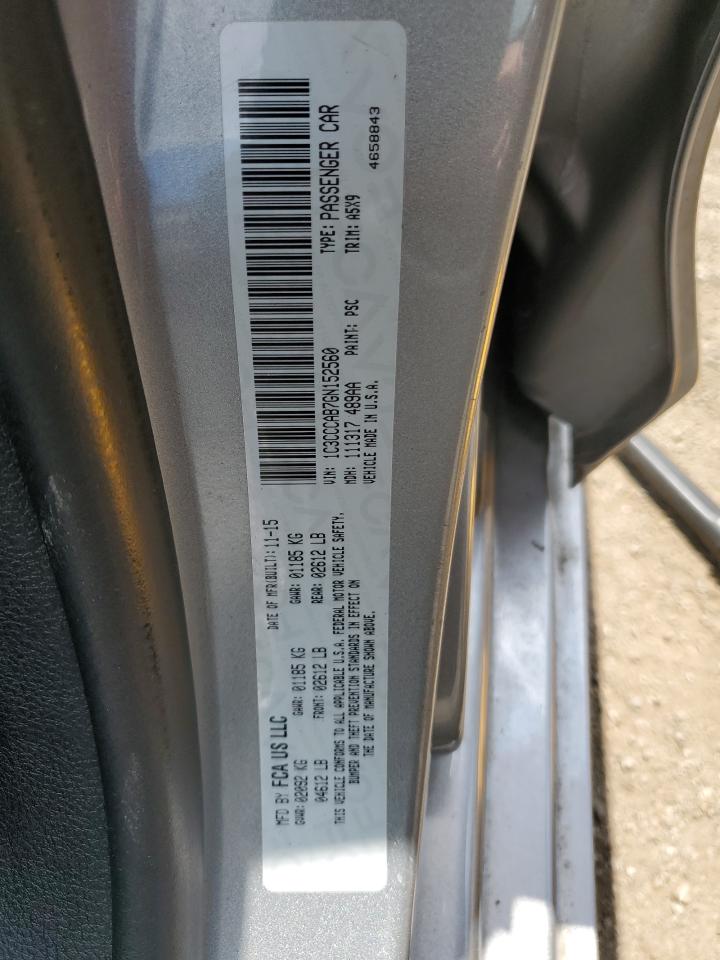 MFD BY FCA US LLC
DATE OF MFR(BUILT): 11-15
GVWR: 02092 KG
GAWR: 01185 KG
GAWR: 01185 KG
04612 LB
FRONT: 02612 LB
REAR: 02612 LB
THIS VEHICLE CONFORMS TO ALL APPLICABLE U.S.A. FEDERAL MOTOR VEHICLE SAFETY,
BUMPER AND THEFT PREVENTION STANDARDS IN EFFECT ON
THE DATE OF MANUFACTURE SHOWN ABOVE.
VIN: 1C3CCCAB7GN152560
TYPE: PASSENGER CAR
MDH: 111317 489AA
PAINT: PSC
TRIM: A5X9
VEHICLE MADE IN U.S.A.
4658843